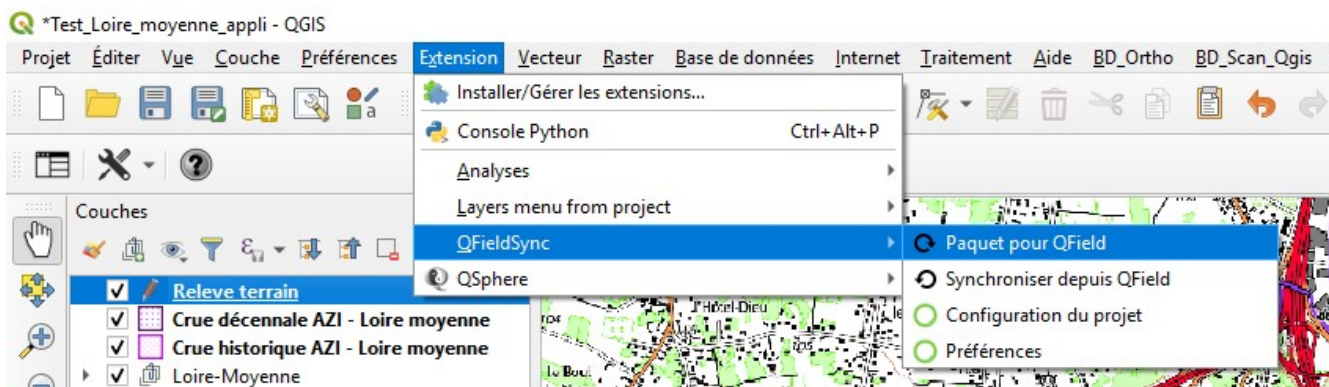 *Test_Loire_moyenne_appli - QGIS
Projet Éditer Vue Couche Préférences Extension Vecteur Raster Base de données Internet Traitement Aide BD_Ortho BD_Scan_Qgis
Installer/Gérer les extensions...
Console Python Ctrl+Alt+P
Analyses
Couches
Layers menu from project
QFieldSync
Paquet pour QField
QSphere
Synchroniser depuis QField
Releve terrain
Crue décennale AZI - Loire moyenne
Configuration du projet
Crue historique AZI - Loire moyenne
Préférences
Loire-Moyenne
Hôtel-Dieu